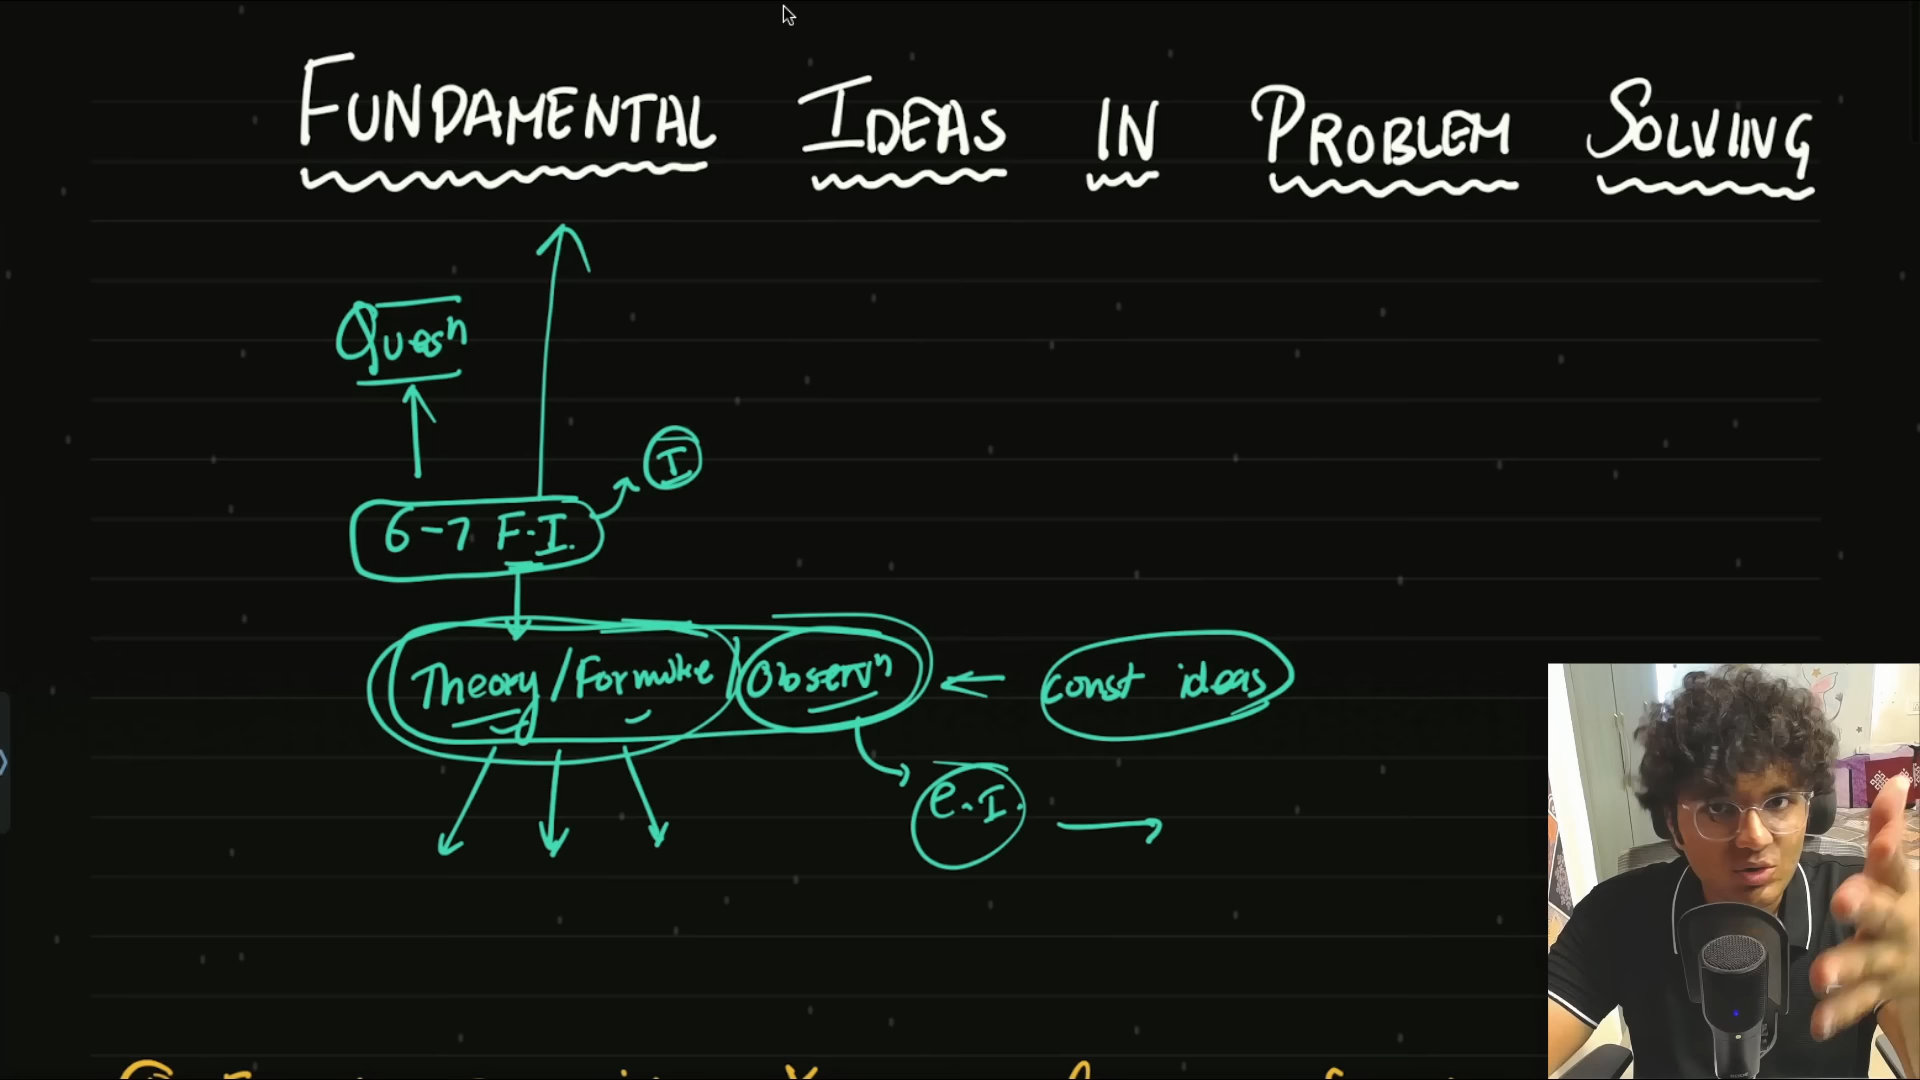 FUNDAMENTAL IDEAS IN PROBLEM SOLVING
Quesⁿ
I
6-7 F.I.
Theory/Formulae Observⁿ ← const ideas
e.I. →